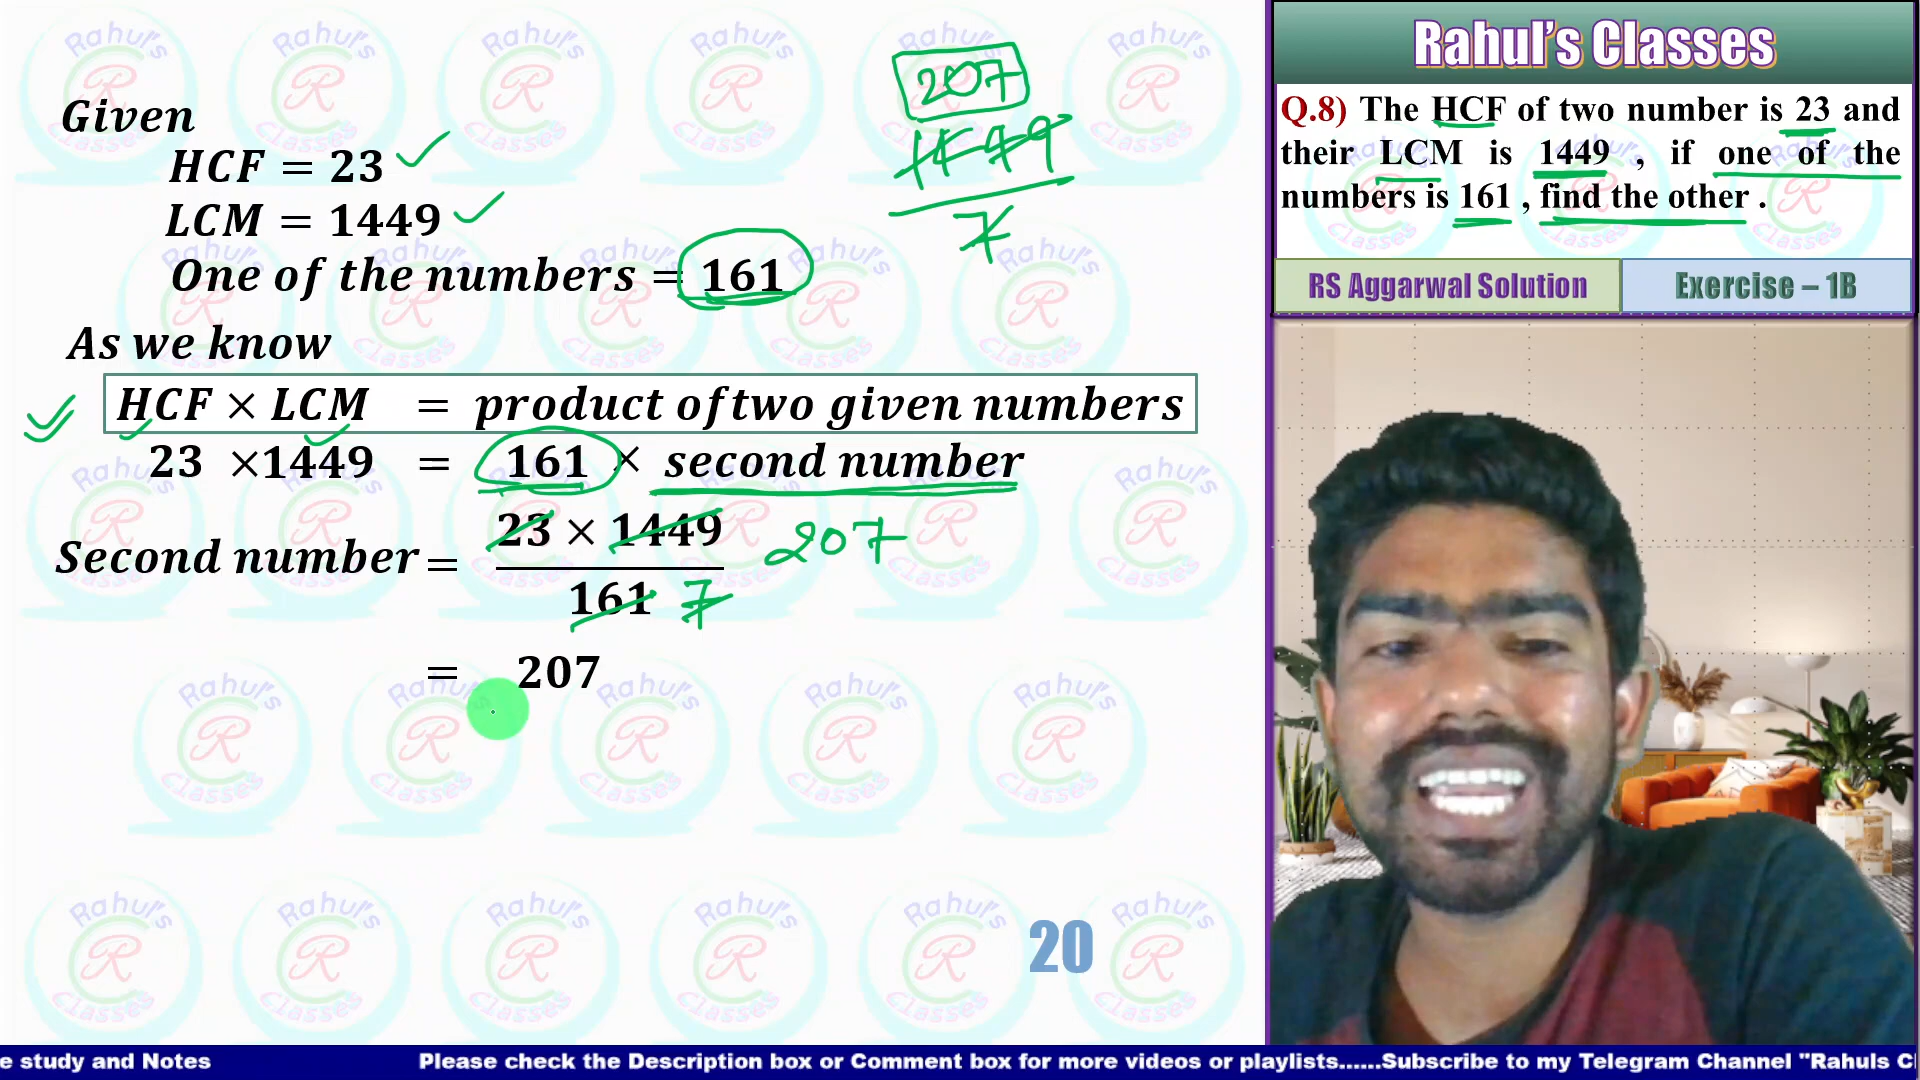 Given
HCF = 23
LCM = 1449
One of the numbers = 161
As we know
HCF × LCM = product oftwo given numbers
23 ×1449 = 161 × second number
Second number = 23 × 1449 207
161 7
= 207
207
1449
7
20
Rahul's Classes
Q.8) The HCF of two number is 23 and
their LCM is 1449 , if one of the
numbers is 161 , find the other .
RS Aggarwal Solution
Exercise – 1B
e study and Notes Please check the Description box or Comment box for more videos or playlists......Subscribe to my Telegram Channel "Rahuls Cl
Rahul's
R
Classes